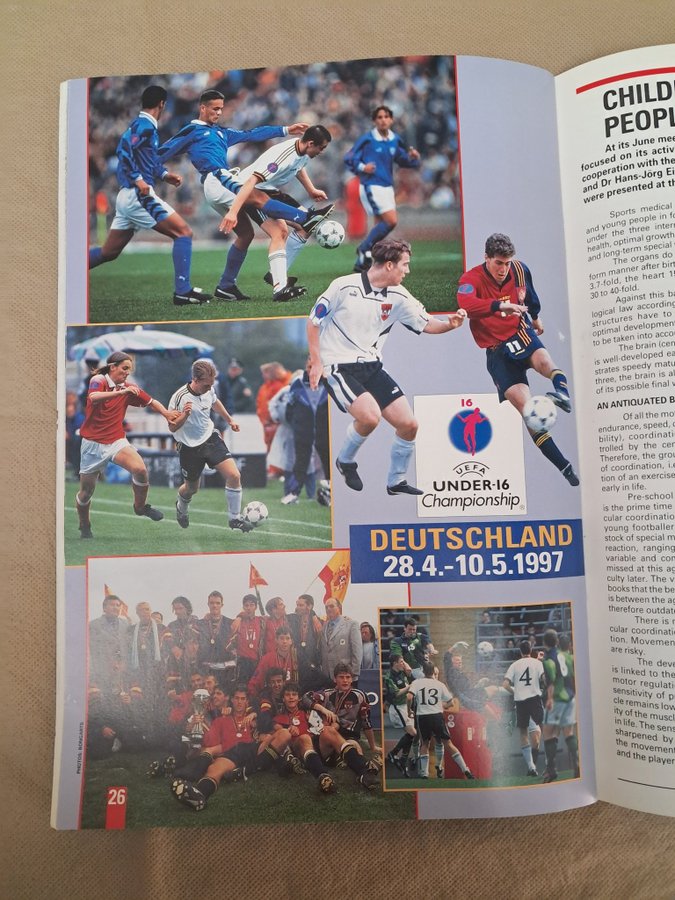 16
UEFA
UNDER-16
Championship
DEUTSCHLAND
28.4.-10.5.1997
11
13
4
6
PHOTOS: BONGARTS
26
CHILD
PEOPL
At its June mee
focused on its activ
cooperation with the
and Dr Hans-Jörg Ei
were presented at th
Sports medical
and young people in fo
under the three inter
health, optimal growth
and long-term special
The organs do
form manner after birt
3.7-fold, the heart 1
30 to 40-fold.
Against this ba
logical law according
structures have to
optimal developmen
to be taken into acco
The brain (cen
is well-developed ea
strates speedy matu
three, the brain is al
of its possible final w
AN ANTIQUATED B
Of all the mot
endurance, speed, c
bility), coordinati
trolled by the cer
Therefore, the grou
of coordination, i.e
tion of an exercise
early in life.
Pre-school
is the prime time
cular coordination
young footballer
stock of special m
reaction, ranging
variable and con
missed at this ag
culty later. The v
books that the be
is between the ag
therefore outdat
There is r
cular coordina
tion. Movemen
are risky.
The deve
is linked to the
motor regulati
sensitivity of p
cle remains low
ity of the muscl
in life. The sens
sharpened by
the movement
and the player